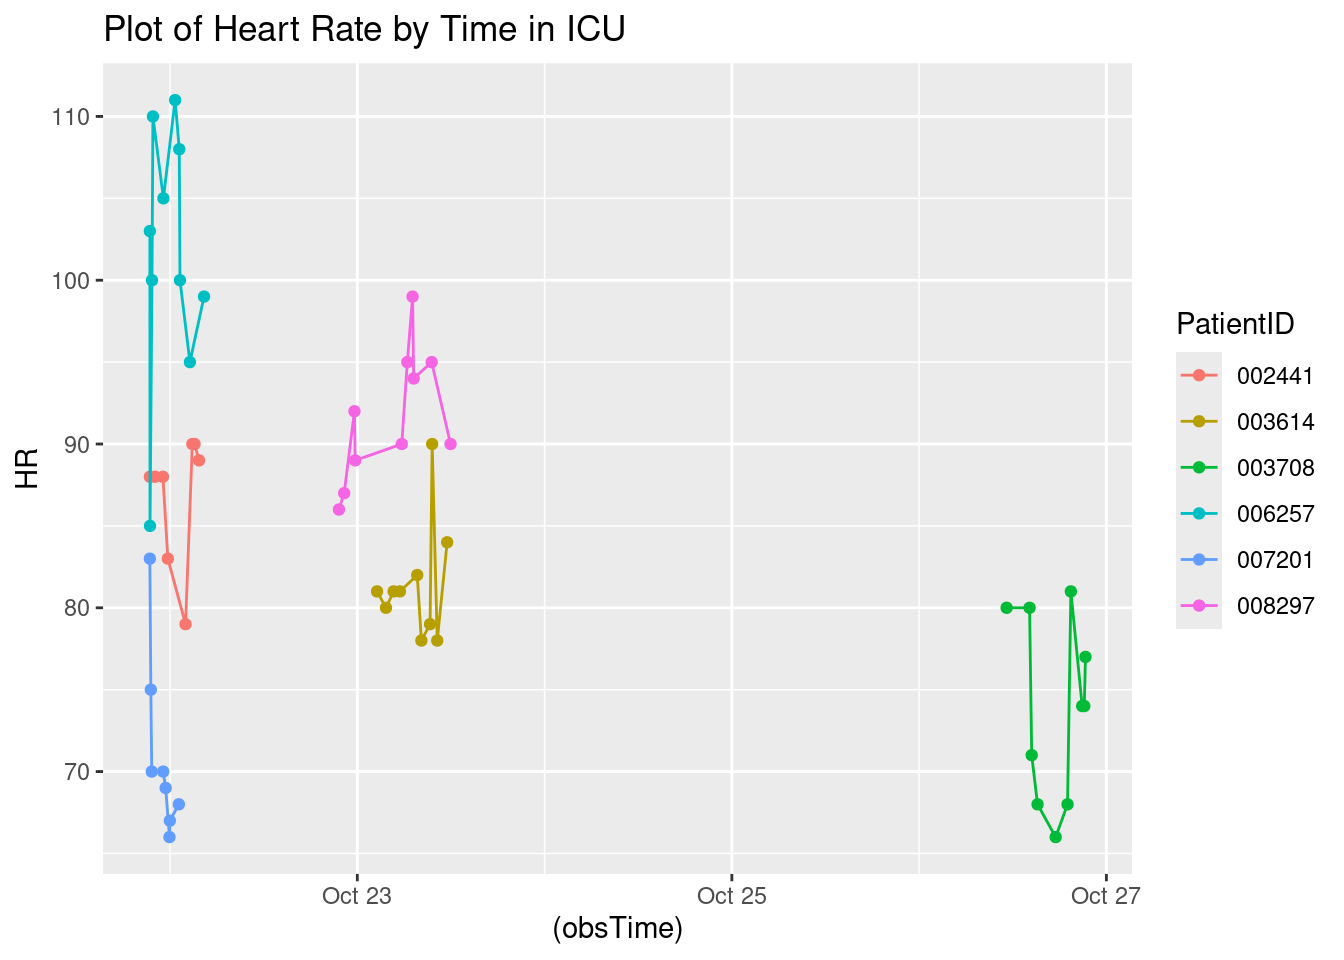 Plot of Heart Rate by Time in ICU
110
100
90
80
70
HR
Oct 23
Oct 25
Oct 27
(obsTime)
PatientID
002441
003614
003708
006257
007201
008297